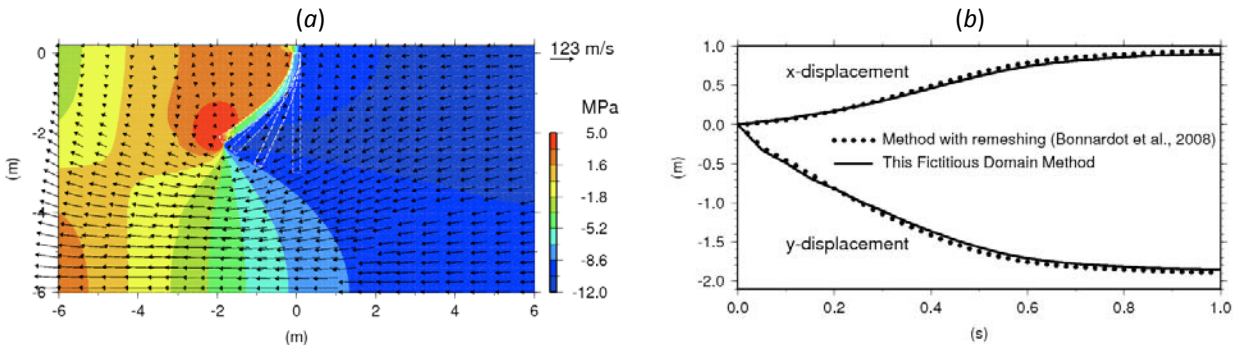 (a)
0
-2
-4
-6
(m)
-6 -4 -2 0 2 4 6
(m)
123 m/s
MPa
5.0
1.6
-1.8
-5.2
-8.6
-12.0
(b)
1.0
0.5
0.0
-0.5
-1.0
-1.5
-2.0
(m)
x-displacement
Method with remeshing (Bonnardot et al., 2008)
This Fictitious Domain Method
y-displacement
0.0 0.2 0.4 0.6 0.8 1.0
(s)